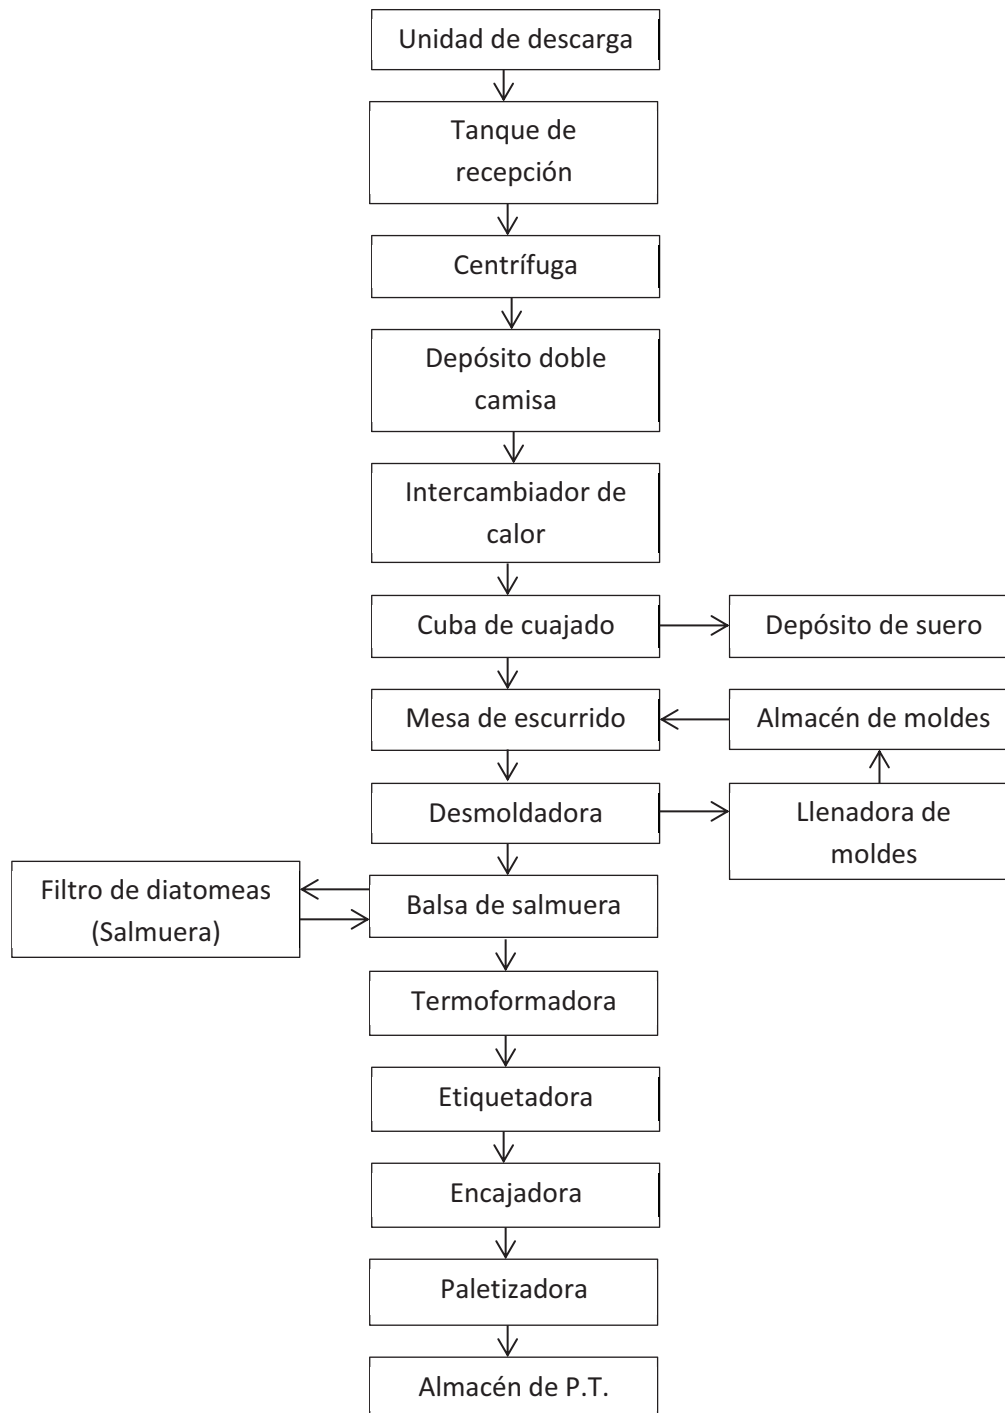 Unidad de descarga
Tanque de
recepción
Centrífuga
Depósito doble
camisa
Intercambiador de
calor
Cuba de cuajado
Depósito de suero
Mesa de escurrido
Almacén de moldes
Desmoldadora
Llenadora de
moldes
Filtro de diatomeas
(Salmuera)
Balsa de salmuera
Termoformadora
Etiquetadora
Encajadora
Paletizadora
Almacén de P.T.